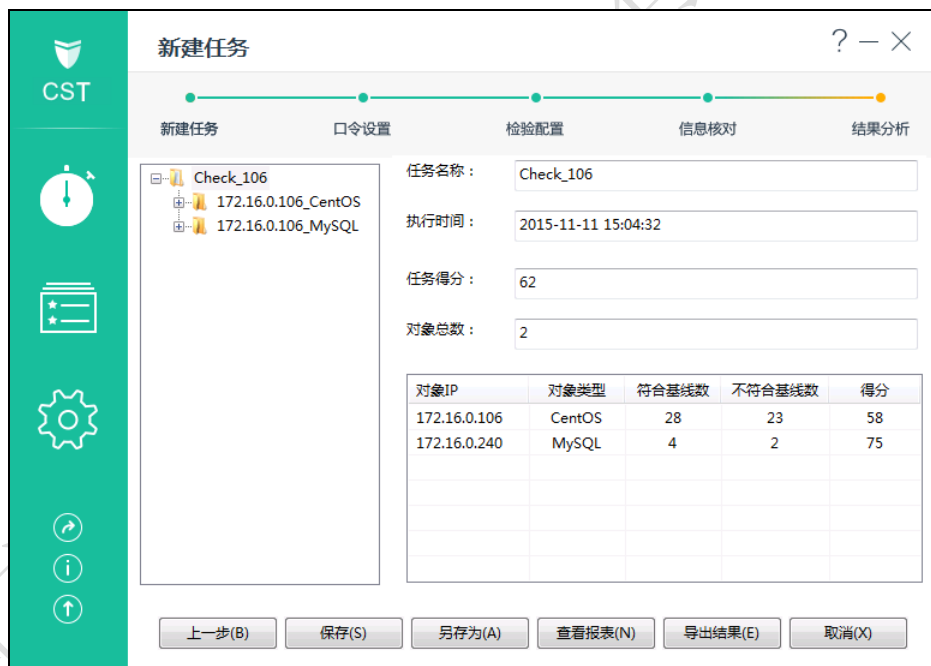 CST
新建任务
? — ×
新建任务 口令设置 检验配置 信息核对 结果分析
Check_106
172.16.0.106_CentOS
172.16.0.106_MySQL
任务名称： Check_106
执行时间： 2015-11-11 15:04:32
任务得分： 62
对象总数： 2
对象IP 对象类型 符合基线数 不符合基线数 得分
172.16.0.106 CentOS 28 23 58
172.16.0.240 MySQL 4 2 75
上一步(B) 保存(S) 另存为(A) 查看报表(N) 导出结果(E) 取消(X)